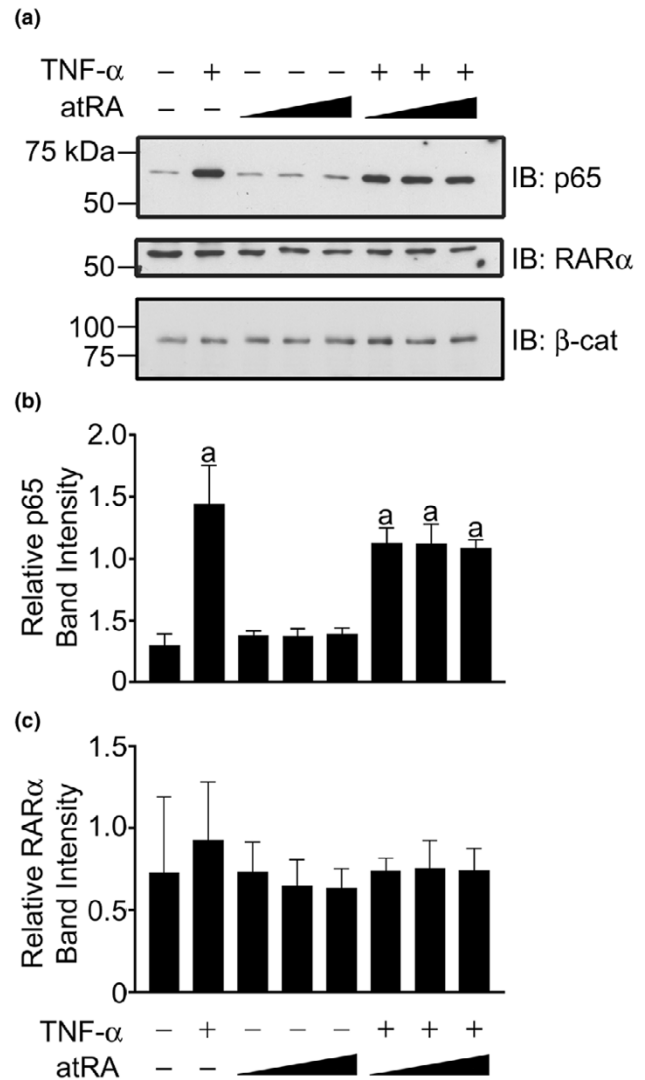 (a)
TNF-α – + – – – + + +
atRA – –
75 kDa
50
IB: p65
50
IB: RARα
100
75
IB: β-cat
(b)
Relative p65
Band Intensity
2.0
1.5
1.0
1.5
0
a
a
a
a
(c)
Relative RARα
Band Intensity
1.5
1.0
0.5
0
TNF-α – + – – – + + +
atRA – –